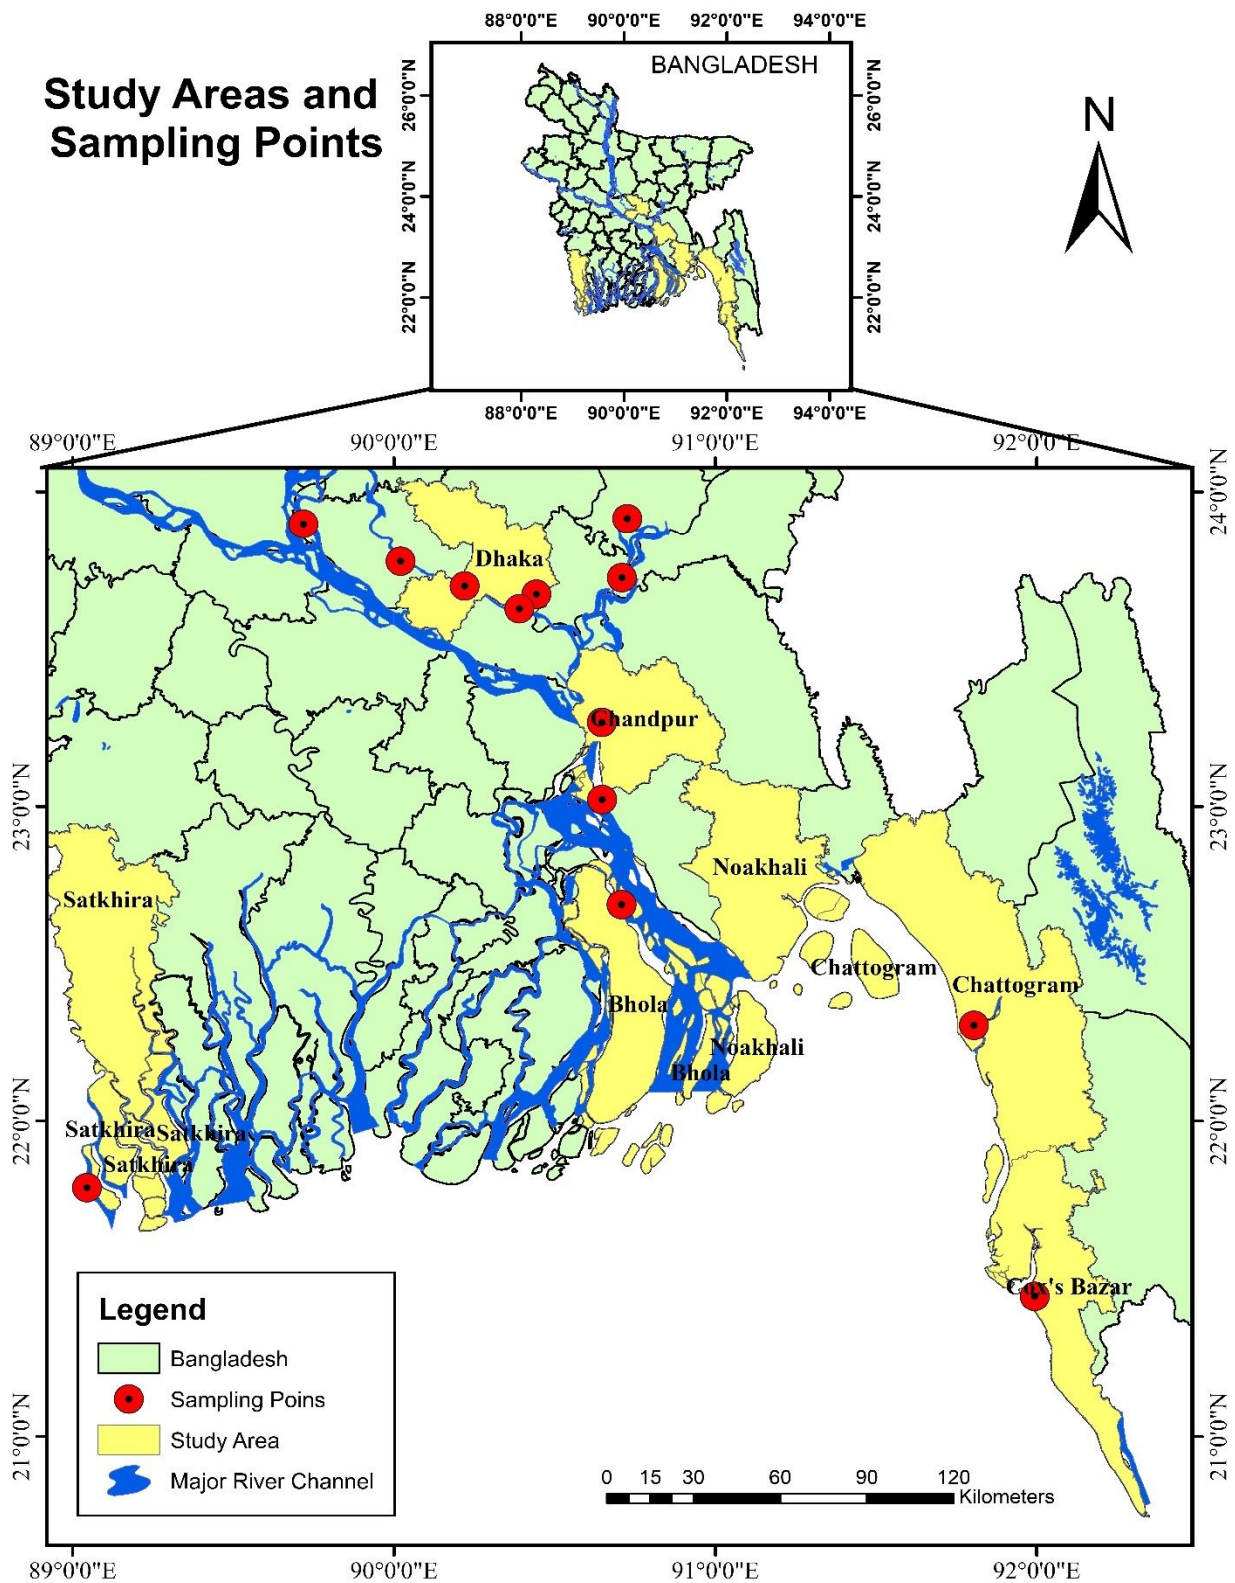 88°0'0"E 90°0'0"E 92°0'0"E 94°0'0"E
BANGLADESH
Study Areas and
Sampling Points
N
26°0'0"N 26°0'0"N
24°0'0"N 24°0'0"N
22°0'0"N 22°0'0"N
88°0'0"E 90°0'0"E 92°0'0"E 94°0'0"E
89°0'0"E 90°0'0"E 91°0'0"E 92°0'0"E
24°0'0"N
Dhaka
Chandpur
23°0'0"N 23°0'0"N
Noakhali
Satkhira
Chattogram
Chattogram
Bhola
Noakhali
Bhola
22°0'0"N 22°0'0"N
Satkhira Satkhira
Satkhira
Cox's Bazar
Legend
Bangladesh
Sampling Poins
Study Area
Major River Channel
21°0'0"N 21°0'0"N
0 15 30 60 90 120
Kilometers
89°0'0"E 90°0'0"E 91°0'0"E 92°0'0"E